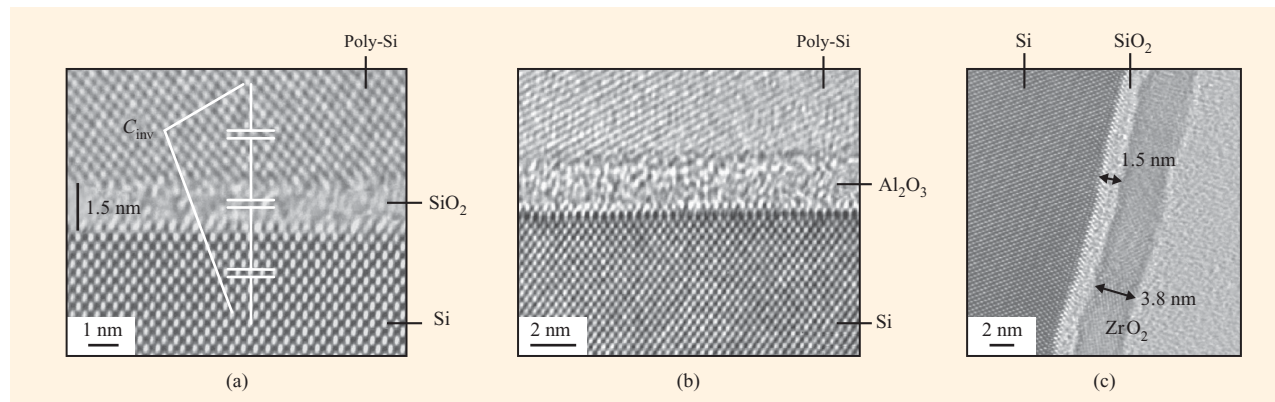 Poly-Si
C_inv
1.5 nm
SiO₂
Si
1 nm
(a)
Poly-Si
Al₂O₃
Si
2 nm
(b)
Si
SiO₂
1.5 nm
3.8 nm
ZrO₂
2 nm
(c)